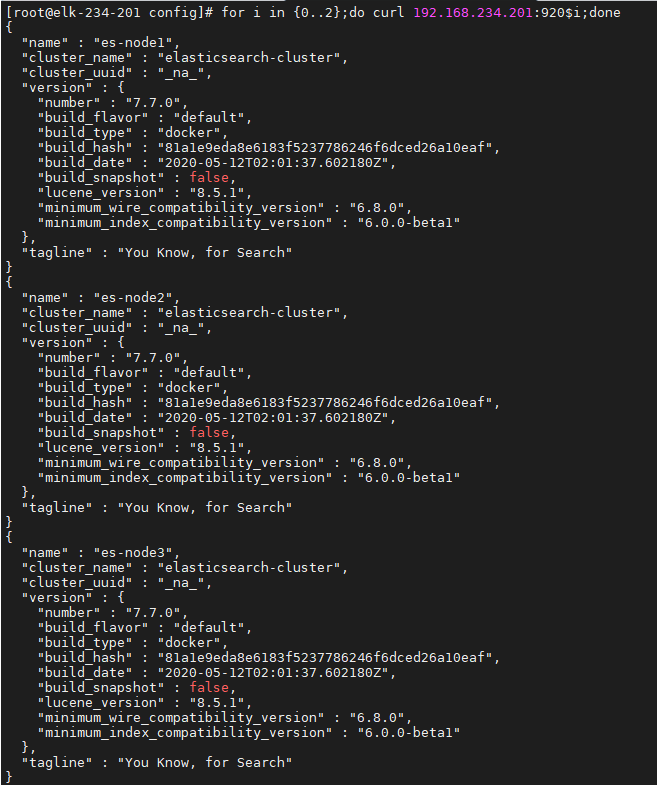 [root@elk-234-201 config]# for i in {0..2};do curl 192.168.234.201:920$i;done
{
  "name" : "es-node1",
  "cluster_name" : "elasticsearch-cluster",
  "cluster_uuid" : "_na_",
  "version" : {
    "number" : "7.7.0",
    "build_flavor" : "default",
    "build_type" : "docker",
    "build_hash" : "81a1e9eda8e6183f5237786246f6dced26a10eaf",
    "build_date" : "2020-05-12T02:01:37.602180Z",
    "build_snapshot" : false,
    "lucene_version" : "8.5.1",
    "minimum_wire_compatibility_version" : "6.8.0",
    "minimum_index_compatibility_version" : "6.0.0-beta1"
  },
  "tagline" : "You Know, for Search"
}
{
  "name" : "es-node2",
  "cluster_name" : "elasticsearch-cluster",
  "cluster_uuid" : "_na_",
  "version" : {
    "number" : "7.7.0",
    "build_flavor" : "default",
    "build_type" : "docker",
    "build_hash" : "81a1e9eda8e6183f5237786246f6dced26a10eaf",
    "build_date" : "2020-05-12T02:01:37.602180Z",
    "build_snapshot" : false,
    "lucene_version" : "8.5.1",
    "minimum_wire_compatibility_version" : "6.8.0",
    "minimum_index_compatibility_version" : "6.0.0-beta1"
  },
  "tagline" : "You Know, for Search"
}
{
  "name" : "es-node3",
  "cluster_name" : "elasticsearch-cluster",
  "cluster_uuid" : "_na_",
  "version" : {
    "number" : "7.7.0",
    "build_flavor" : "default",
    "build_type" : "docker",
    "build_hash" : "81a1e9eda8e6183f5237786246f6dced26a10eaf",
    "build_date" : "2020-05-12T02:01:37.602180Z",
    "build_snapshot" : false,
    "lucene_version" : "8.5.1",
    "minimum_wire_compatibility_version" : "6.8.0",
    "minimum_index_compatibility_version" : "6.0.0-beta1"
  },
  "tagline" : "You Know, for Search"
}